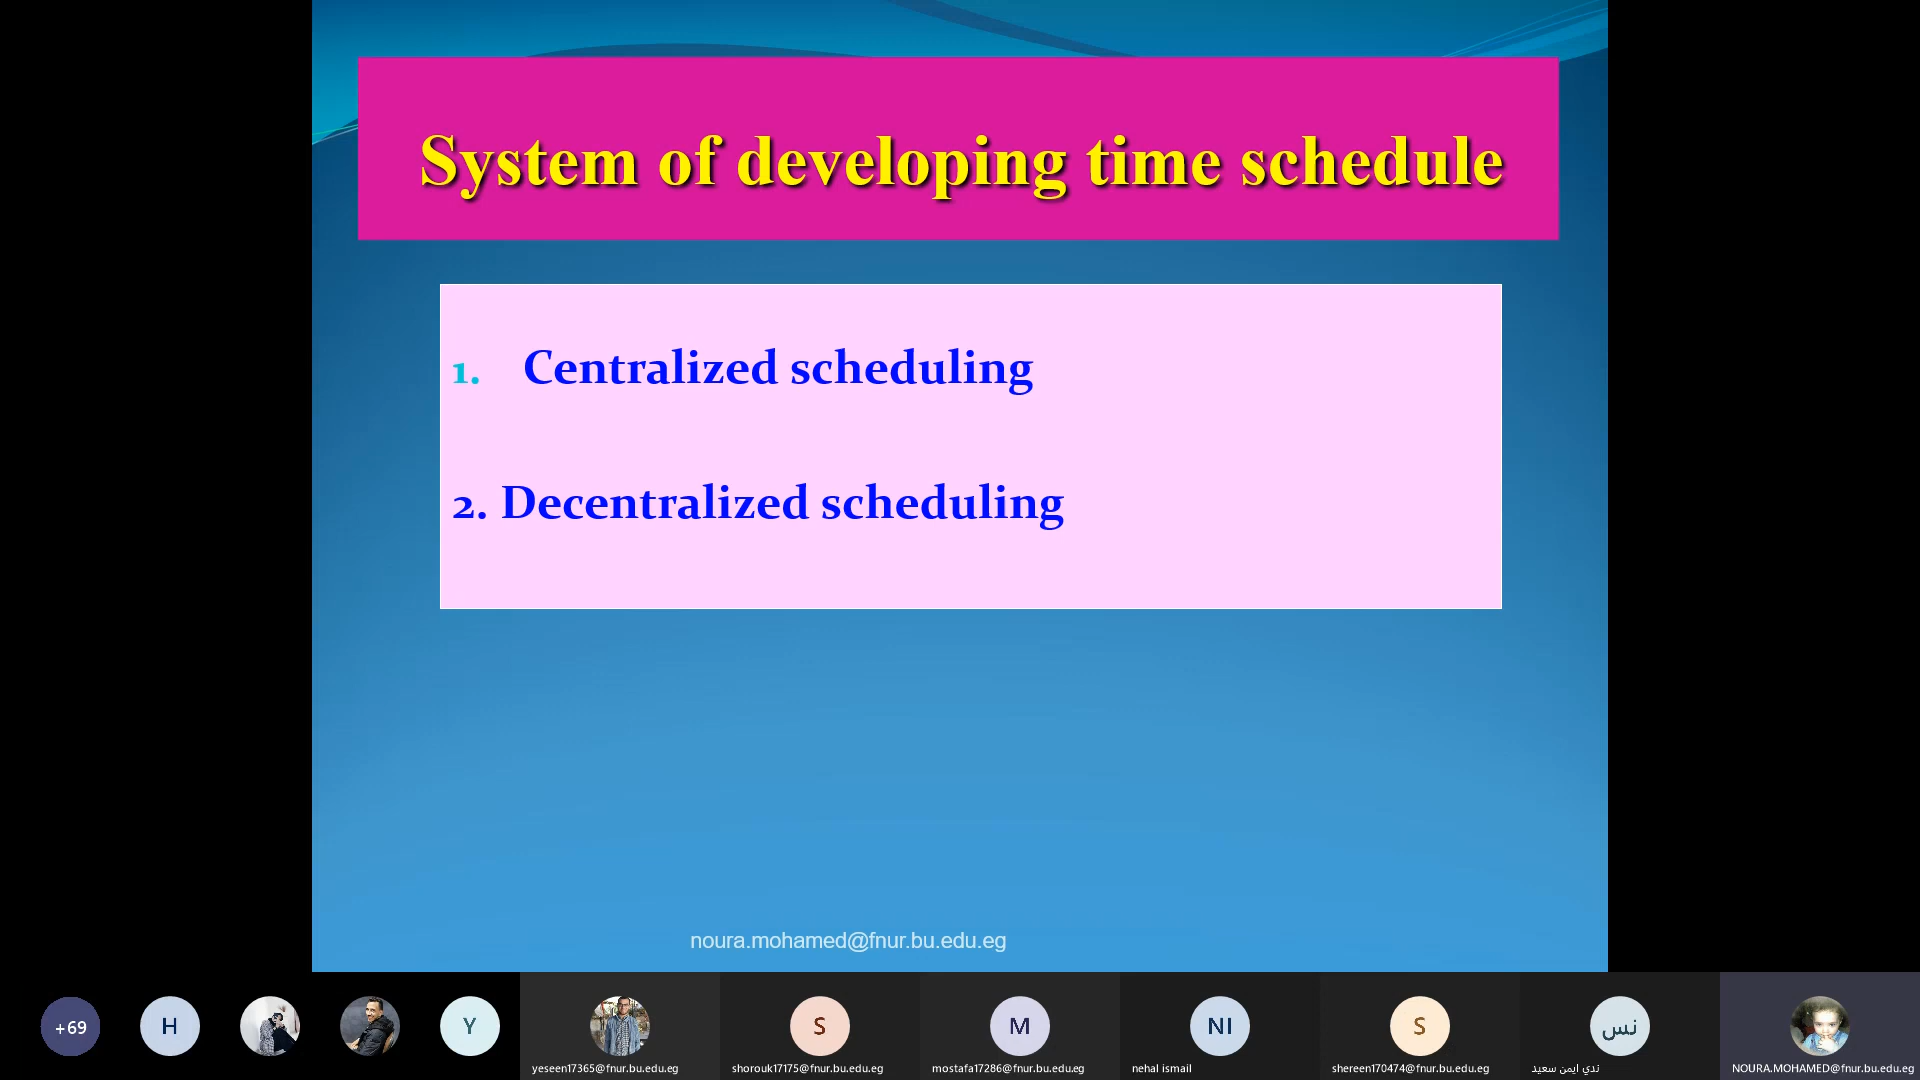 System of developing time schedule
1. Centralized scheduling
2. Decentralized scheduling
noura.mohamed@fnur.bu.edu.eg
+69
H
Y
S
M
NI
S
نس
yeseen17365@fnur.bu.edu.eg
shorouk17175@fnur.bu.edu.eg
mostafa17286@fnur.bu.edu.eg
nehal ismail
shereen170474@fnur.bu.edu.eg
ندي ايمن سعيد
NOURA.MOHAMED@fnur.bu.edu.eg